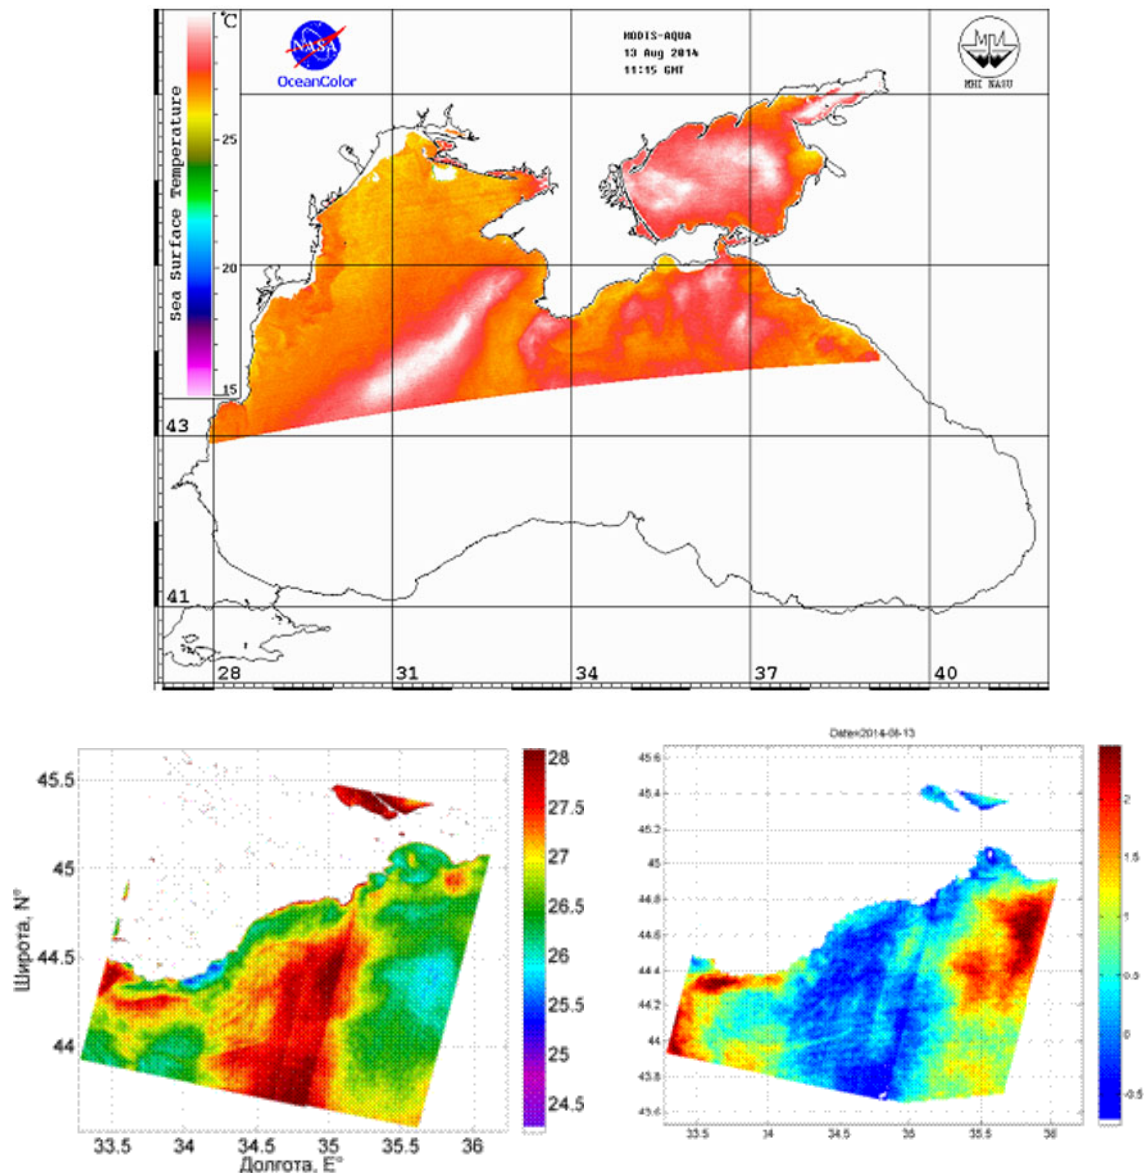 °C
NASA
OceanColor
MODIS-AQUA
13 Aug 2014
11:15 GMT
MHI NASU
Sea Surface Temperature
25
20
15
43
41
28 31 34 37 40
Date=2014-08-13
45.5
45
44.5
44
Широта, N°
33.5 34 34.5 35 35.5 36
Долгота, E°
28
27.5
27
26.5
26
25.5
25
24.5
45.6
45.4
45.2
45
44.8
44.6
44.4
44.2
44
43.8
43.6
33.5 34 34.5 35 35.5 36
2
1.5
1
0.5
0
-0.5